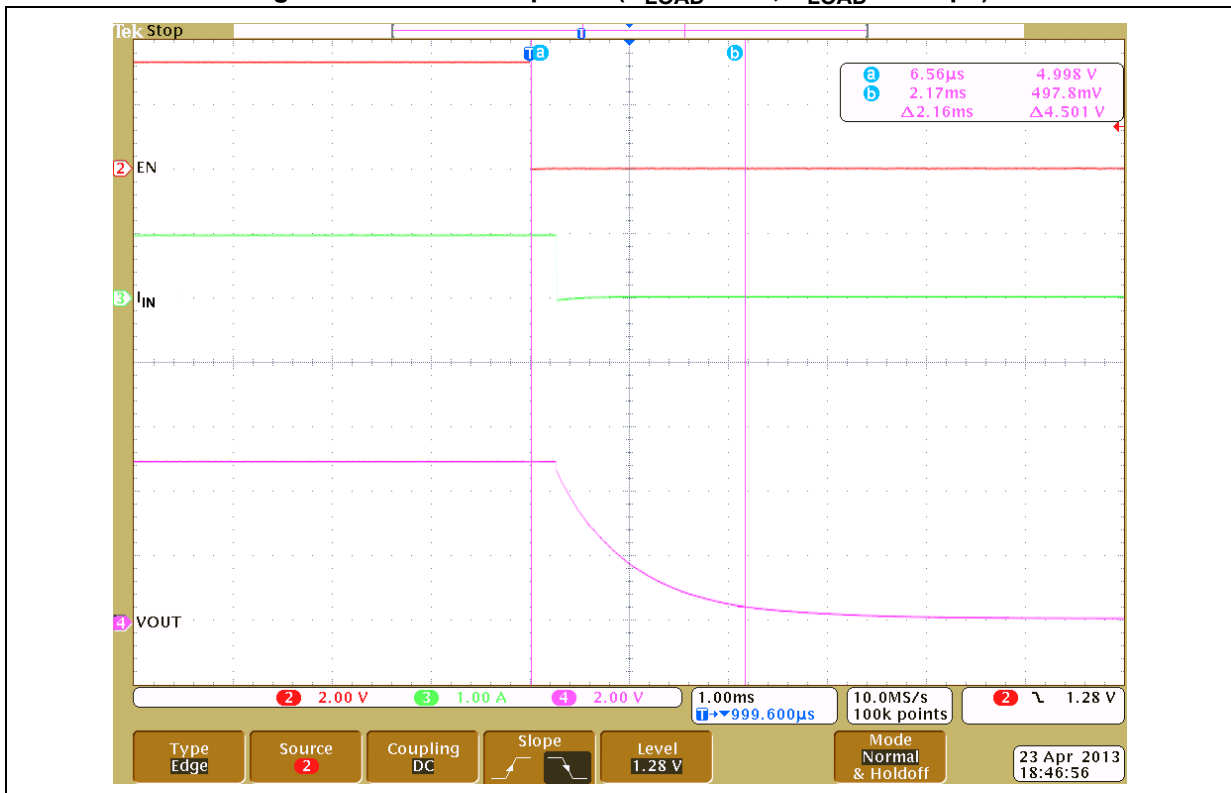 Tek Stop
T a b
a 6.56µs 4.998 V
b 2.17ms 497.8mV
Δ2.16ms Δ4.501 V
2 EN
3 IIN
4 VOUT
2 2.00 V 3 1.00 A 4 2.00 V
1.00ms
T→▼999.600µs
10.0MS/s
100k points
2 1.28 V
Type
Edge
Source
2
Coupling
DC
Slope
Level
1.28 V
Mode
Normal
& Holdoff
23 Apr 2013
18:46:56